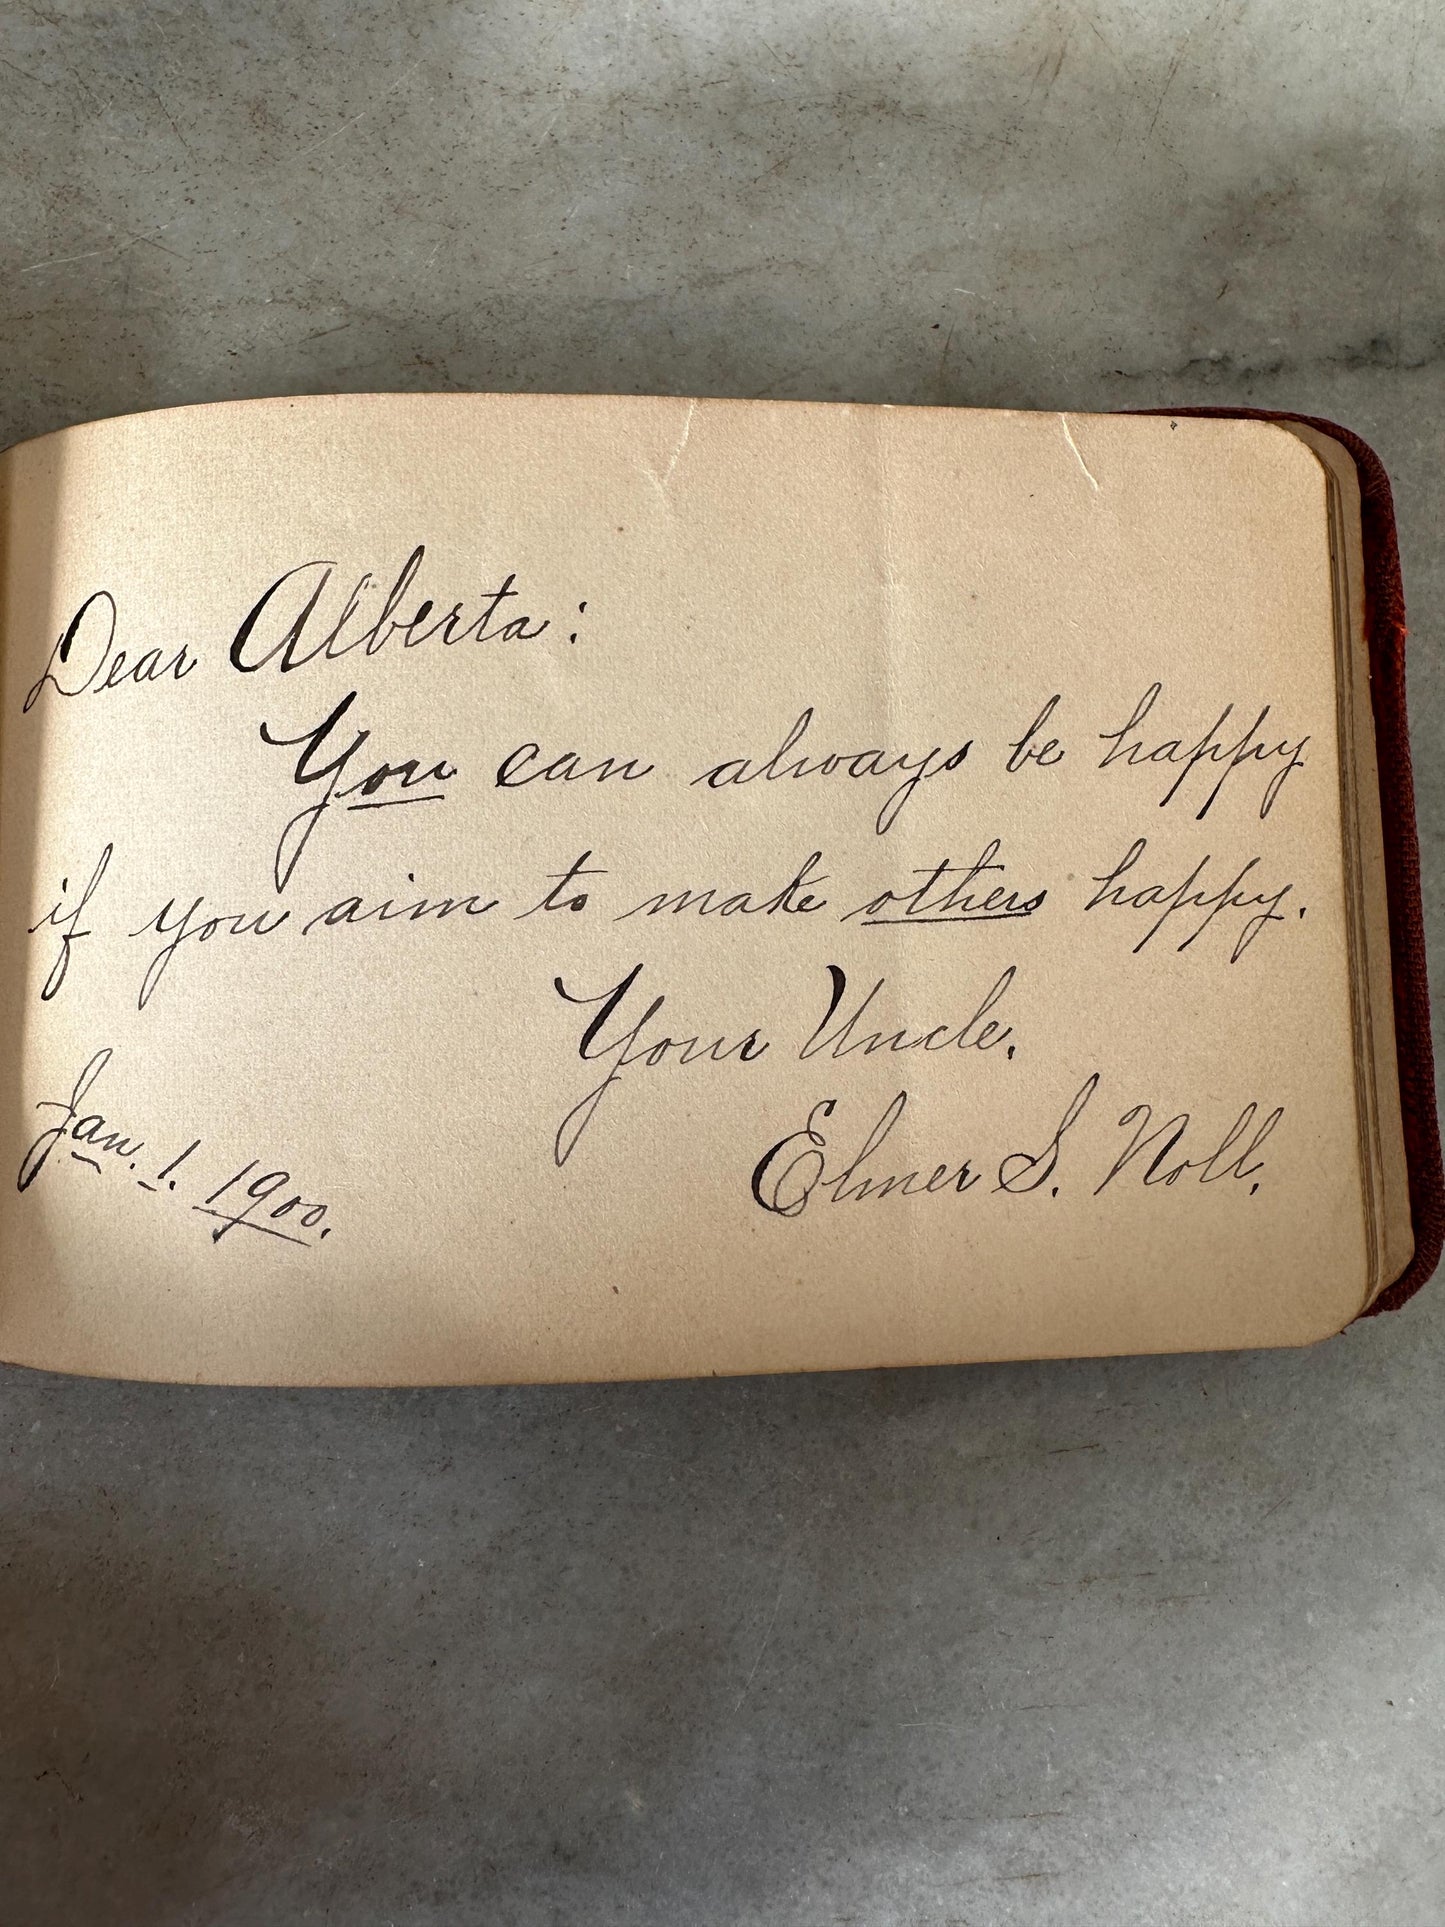 Dear Alberta:
You can always be happy
if you aim to make others happy.
Your Uncle.
Elmer S. Noll.
Jan. 1. 1900.